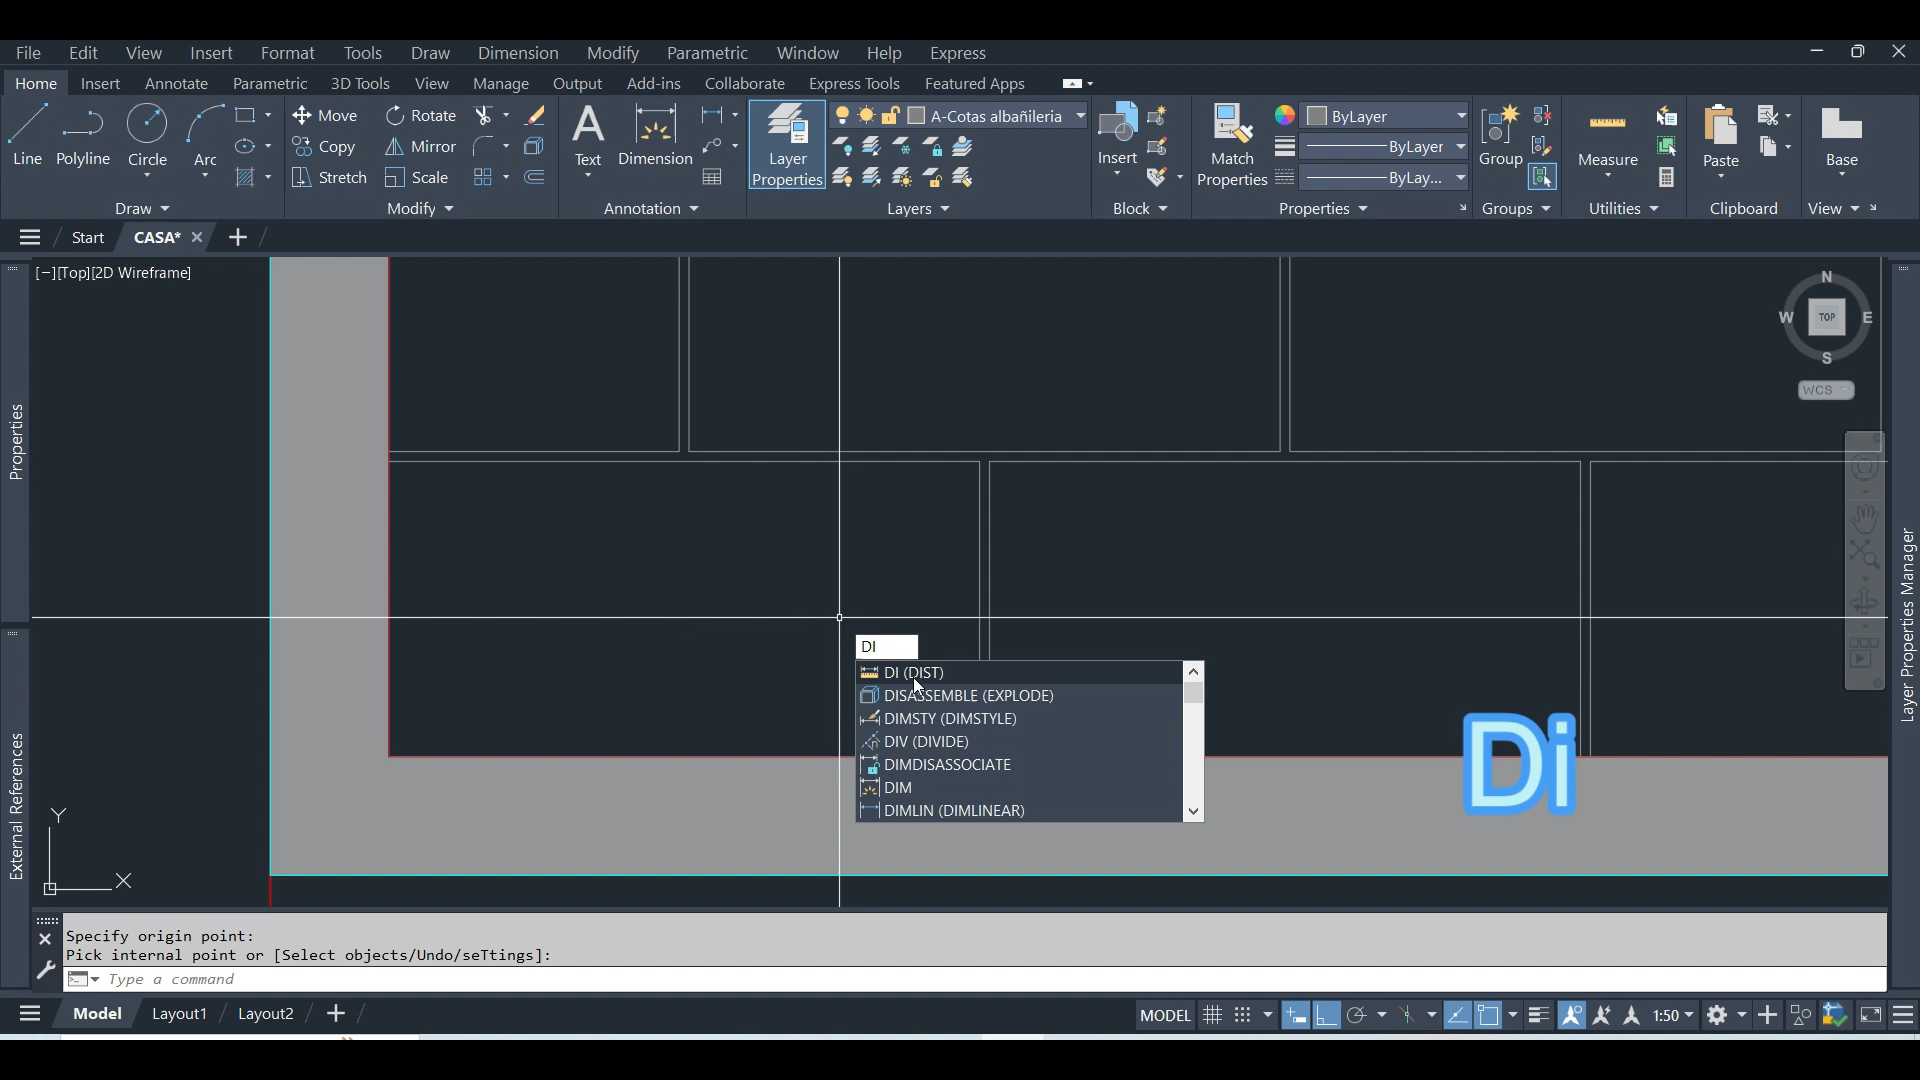 File Edit View Insert Format Tools Draw Dimension Modify Parametric Window Help Express
Home Insert Annotate Parametric 3D Tools View Manage Output Add-ins Collaborate Express Tools Featured Apps
Line Polyline Circle Arc
Move Rotate
Copy Mirror
Stretch Scale
Text Dimension
Layer Properties
A-Cotas albañileria
Insert
Match Properties
ByLayer
ByLayer
ByLay...
Group
Measure
Paste
Base
Draw Modify Annotation Layers Block Properties Groups Utilities Clipboard View
Start CASA*
[−][Top][2D Wireframe]
N
W TOP E
S
WCS
Properties
External References
Layer Properties Manager
DI
DI (DIST)
DISASSEMBLE (EXPLODE)
DIMSTY (DIMSTYLE)
DIV (DIVIDE)
DIMDISASSOCIATE
DIM
DIMLIN (DIMLINEAR)
Di
Y
X
Specify origin point:
Pick internal point or [Select objects/Undo/seTtings]:
Type a command
Model Layout1 Layout2
MODEL 1:50